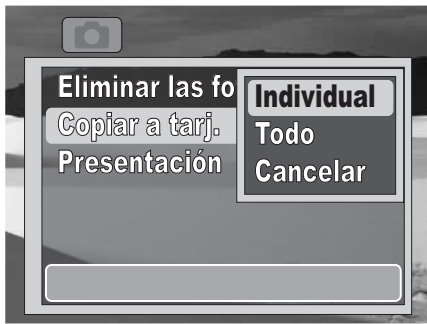 Eliminar las fo
Copiar a tarj.
Presentación
Individual
Todo
Cancelar